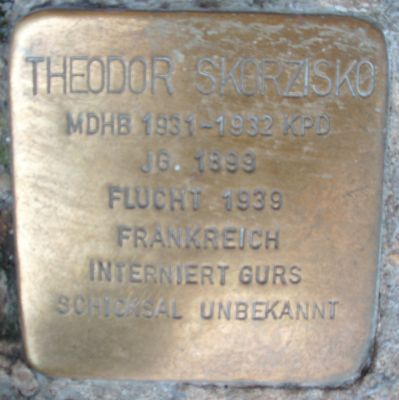 THEODOR SKORZISKO
MDHB 1931-1932 KPD
JG. 1899
FLUCHT 1939
FRANKREICH
INTERNIERT GURS
SCHICKSAL UNBEKANNT